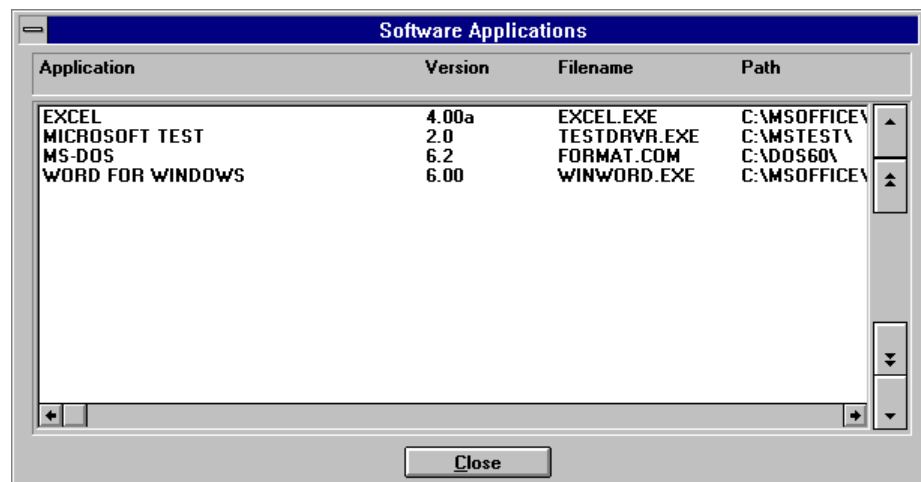 Software Applications
Application Version Filename Path
EXCEL 4.00a EXCEL.EXE C:\MSOFFICE\
MICROSOFT TEST 2.0 TESTDRVR.EXE C:\MSTEST\
MS-DOS 6.2 FORMAT.COM C:\DOS60\
WORD FOR WINDOWS 6.00 WINWORD.EXE C:\MSOFFICE\
Close